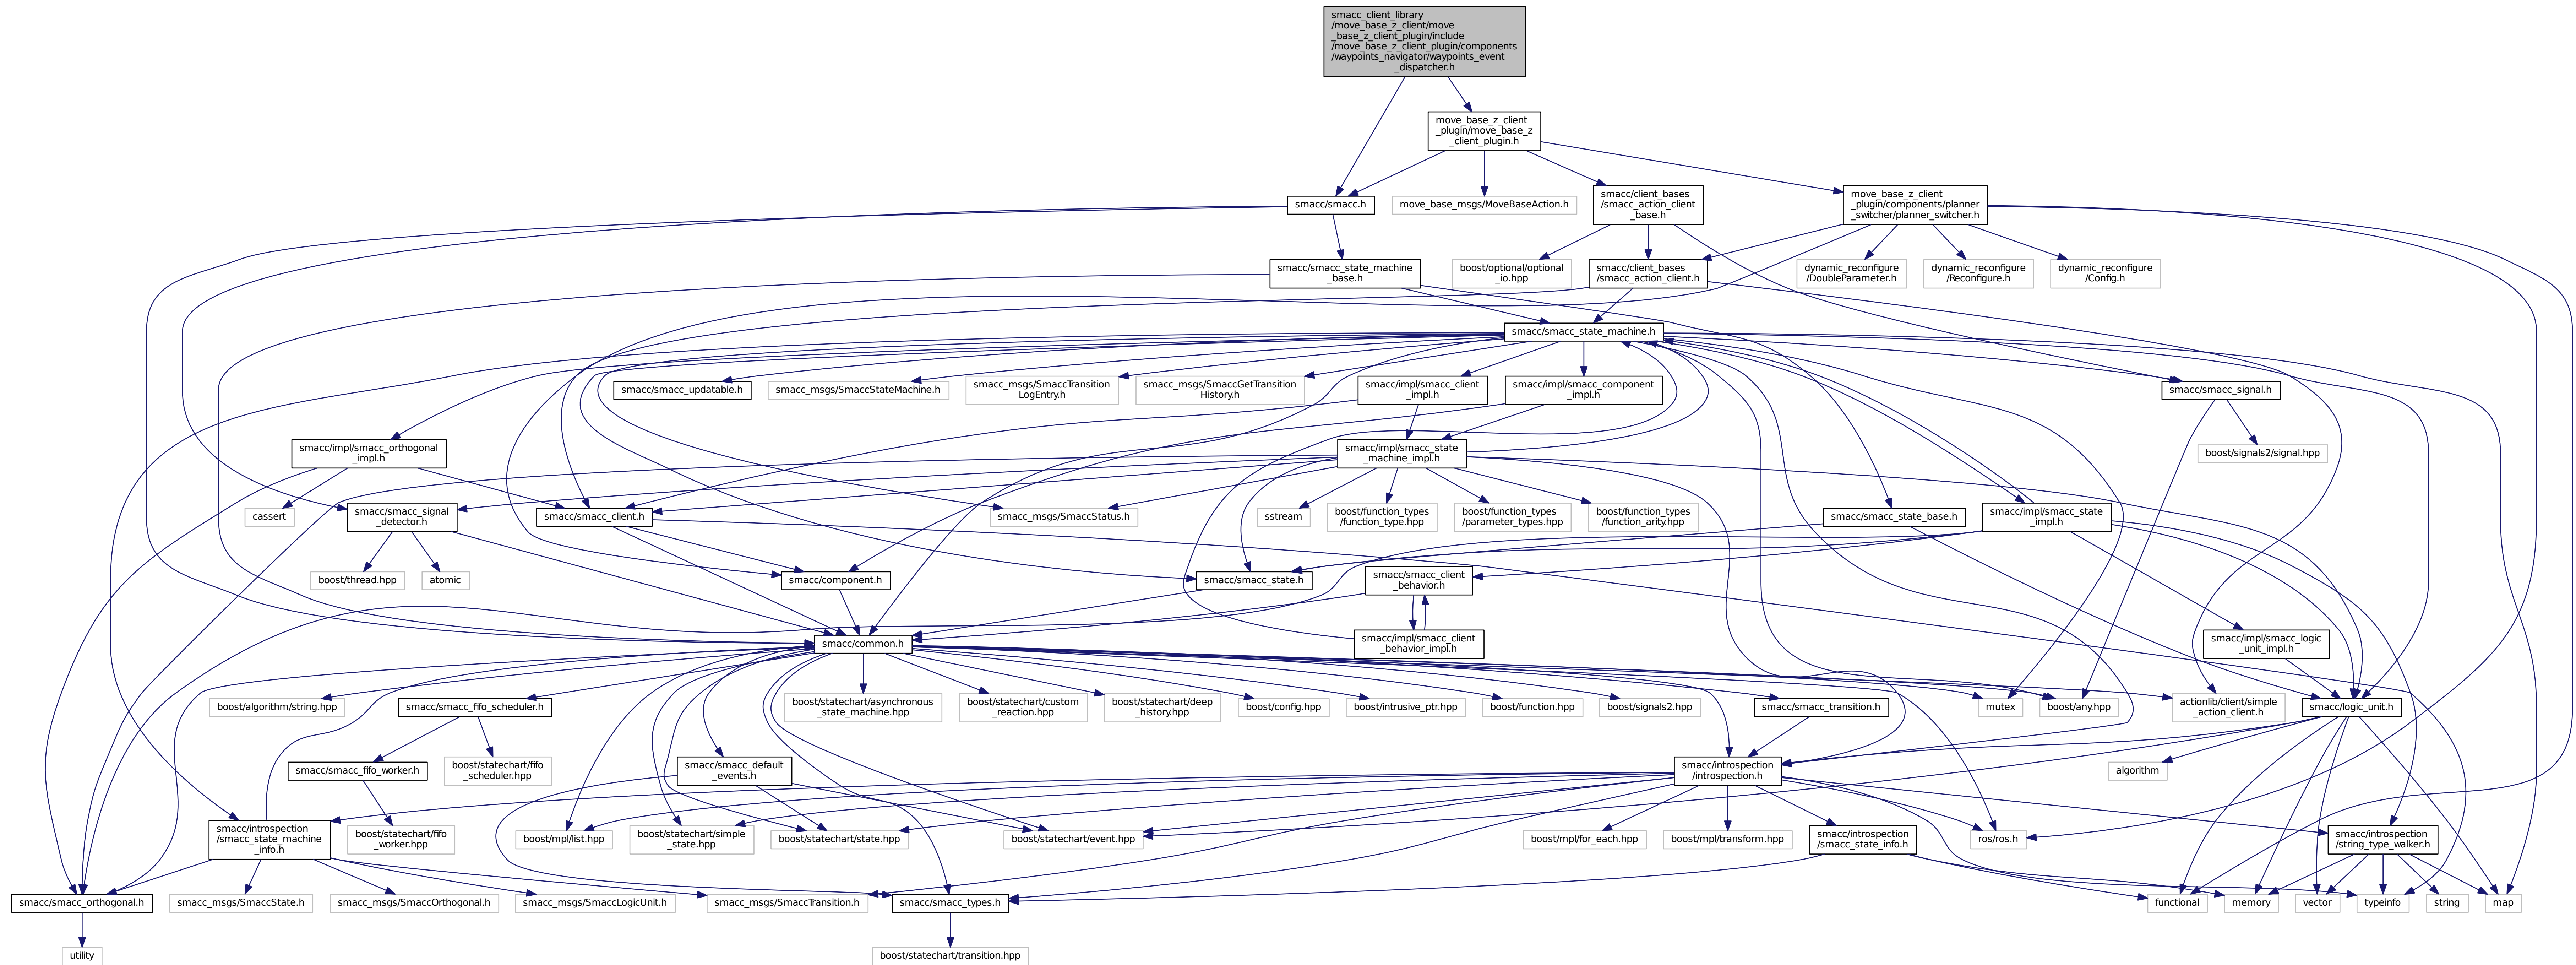 smacc_client_library
/move_base_z_client/move
_base_z_client_plugin/include
/move_base_z_client_plugin/components
/waypoints_navigator/waypoints_event
_dispatcher.h
move_base_z_client
_plugin/move_base_z
_client_plugin.h
smacc/smacc.h
move_base_msgs/MoveBaseAction.h
smacc/client_bases
/smacc_action_client
_base.h
move_base_z_client
_plugin/components/planner
_switcher/planner_switcher.h
smacc/smacc_state_machine
_base.h
boost/optional/optional
_io.hpp
smacc/client_bases
/smacc_action_client.h
dynamic_reconfigure
/DoubleParameter.h
dynamic_reconfigure
/Reconfigure.h
dynamic_reconfigure
/Config.h
smacc/smacc_state_machine.h
smacc/smacc_updatable.h
smacc_msgs/SmaccStateMachine.h
smacc_msgs/SmaccTransition
LogEntry.h
smacc_msgs/SmaccGetTransition
History.h
smacc/impl/smacc_client
_impl.h
smacc/impl/smacc_component
_impl.h
smacc/smacc_signal.h
smacc/impl/smacc_orthogonal
_impl.h
smacc/impl/smacc_state
_machine_impl.h
boost/signals2/signal.hpp
cassert
smacc/smacc_signal
_detector.h
smacc/smacc_client.h
smacc_msgs/SmaccStatus.h
sstream
boost/function_types
/function_type.hpp
boost/function_types
/parameter_types.hpp
boost/function_types
/function_arity.hpp
smacc/smacc_state_base.h
smacc/impl/smacc_state
_impl.h
boost/thread.hpp
atomic
smacc/component.h
smacc/smacc_state.h
smacc/smacc_client
_behavior.h
smacc/common.h
smacc/impl/smacc_client
_behavior_impl.h
smacc/impl/smacc_logic
_unit_impl.h
boost/algorithm/string.hpp
smacc/smacc_fifo_scheduler.h
boost/statechart/asynchronous
_state_machine.hpp
boost/statechart/custom
_reaction.hpp
boost/statechart/deep
_history.hpp
boost/config.hpp
boost/intrusive_ptr.hpp
boost/function.hpp
boost/signals2.hpp
smacc/smacc_transition.h
mutex
boost/any.hpp
actionlib/client/simple
_action_client.h
smacc/logic_unit.h
smacc/smacc_fifo_worker.h
boost/statechart/fifo
_scheduler.hpp
smacc/smacc_default
_events.h
smacc/introspection
/introspection.h
algorithm
smacc/introspection
/smacc_state_machine
_info.h
boost/statechart/fifo
_worker.hpp
boost/mpl/list.hpp
boost/statechart/simple
_state.hpp
boost/statechart/state.hpp
boost/statechart/event.hpp
boost/mpl/for_each.hpp
boost/mpl/transform.hpp
smacc/introspection
/smacc_state_info.h
ros/ros.h
smacc/introspection
/string_type_walker.h
smacc/smacc_orthogonal.h
smacc_msgs/SmaccState.h
smacc_msgs/SmaccOrthogonal.h
smacc_msgs/SmaccLogicUnit.h
smacc_msgs/SmaccTransition.h
smacc/smacc_types.h
functional
memory
vector
typeinfo
string
map
utility
boost/statechart/transition.hpp